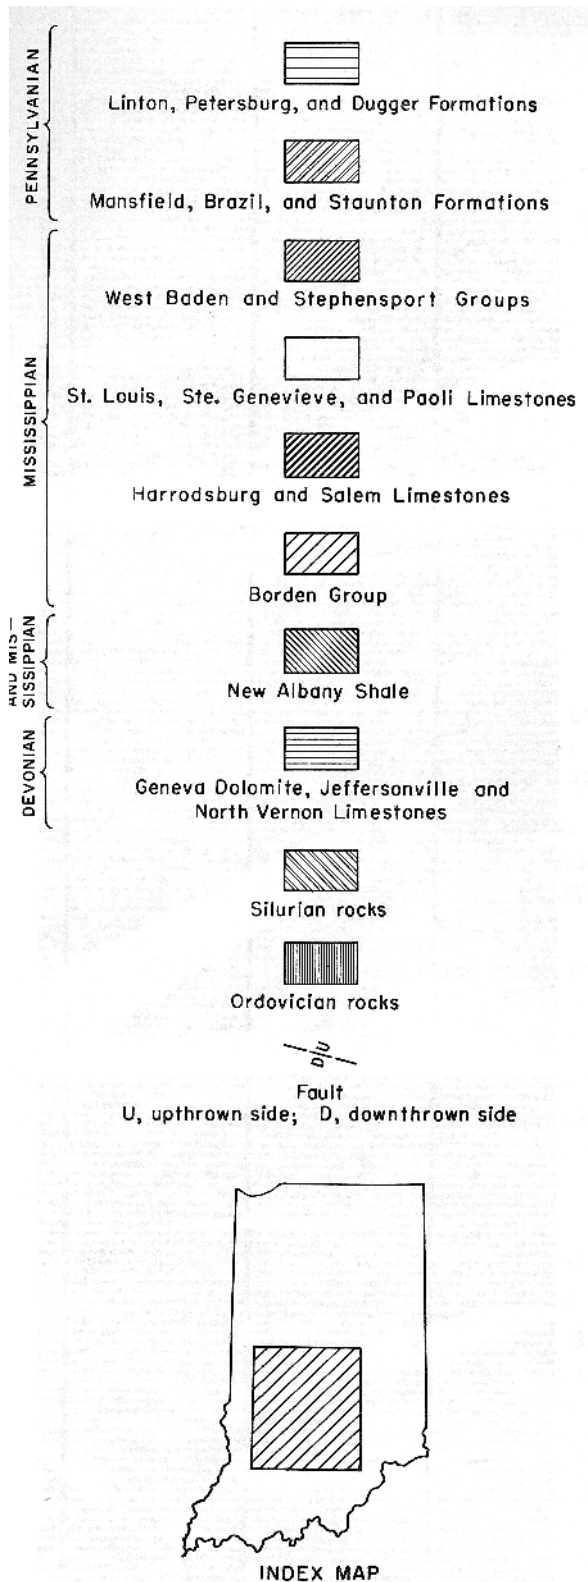 PENNSYLVANIAN
Linton, Petersburg, and Dugger Formations
Mansfield, Brazil, and Staunton Formations
MISSISSIPPIAN
West Baden and Stephensport Groups
St. Louis, Ste. Genevieve, and Paoli Limestones
Harrodsburg and Salem Limestones
Borden Group
AND MIS-
SISSIPPIAN
New Albany Shale
DEVONIAN
Geneva Dolomite, Jeffersonville and
North Vernon Limestones
Silurian rocks
Ordovician rocks
D/U
Fault
U, upthrown side; D, downthrown side
INDEX MAP